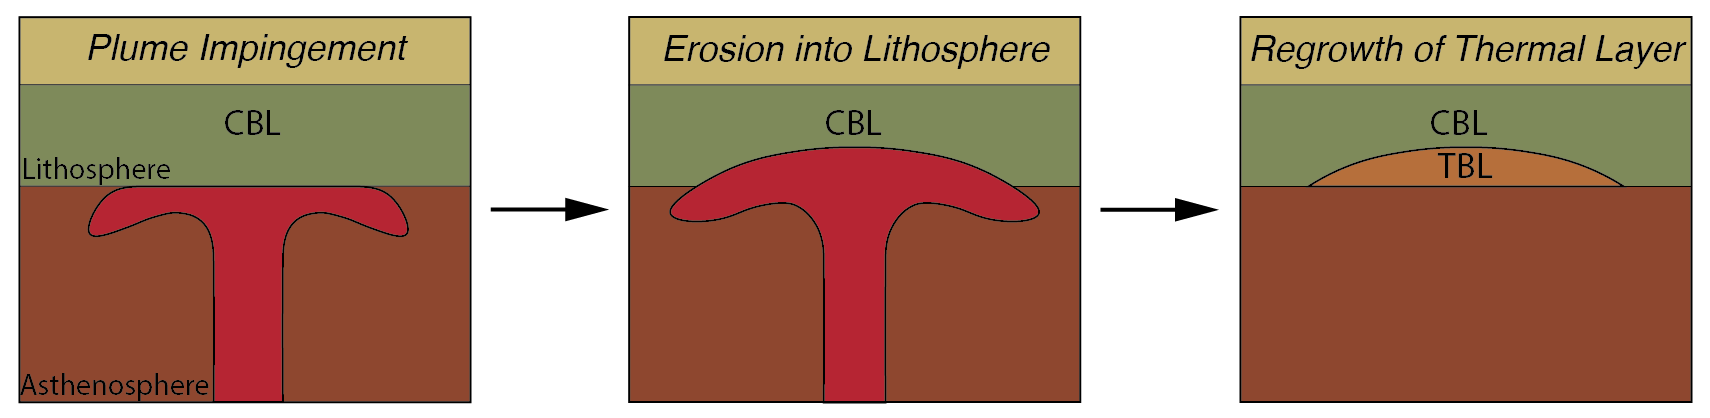 Plume Impingement
CBL
Lithosphere
Asthenosphere
Erosion into Lithosphere
CBL
Regrowth of Thermal Layer
CBL
TBL